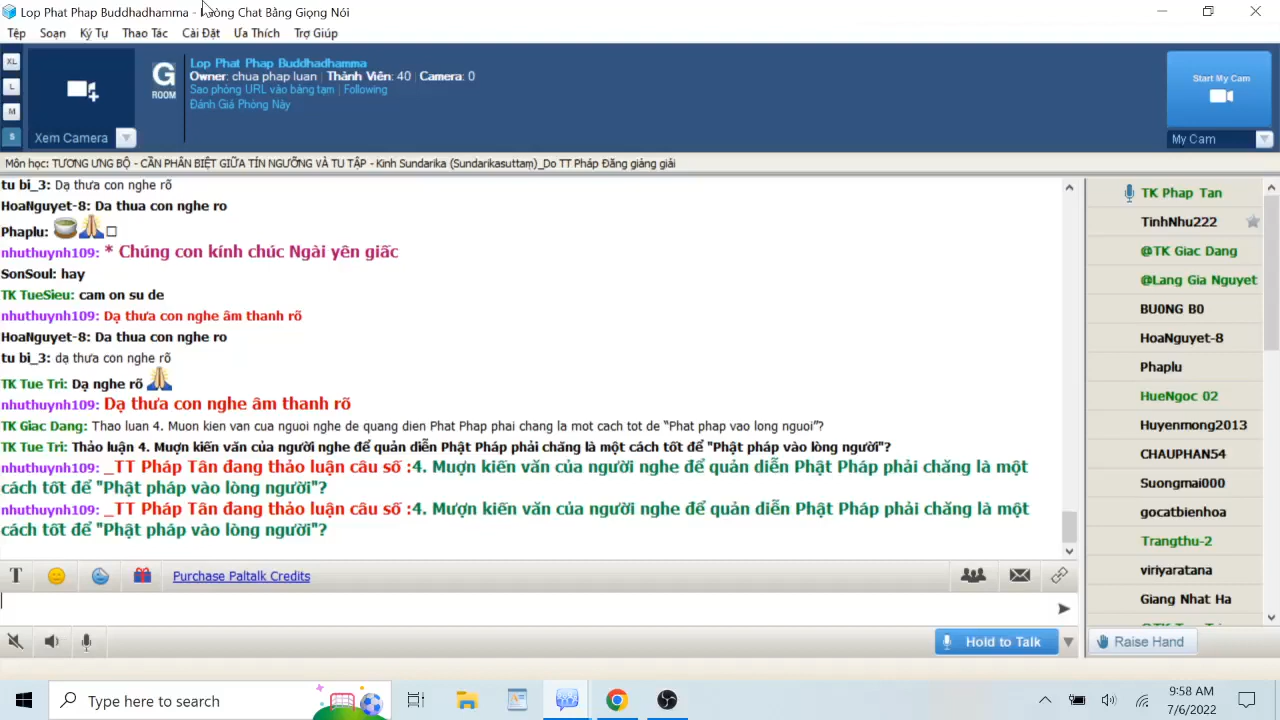 Lop Phat Phap Buddhadhamma - Phòng Chat Bằng Giọng Nói
Tệp Soạn Ký Tự Thao Tác Cài Đặt Ưa Thích Trợ Giúp
XL
L
M
S
Xem Camera
G
ROOM
Lop Phat Phap Buddhadhamma
Owner: chua phap luan | Thành Viên: 40 | Camera: 0
Sao phỏng URL vào bảng tạm | Following
Đánh Giá Phòng Này
Start My Cam
My Cam
Môn học: TƯƠNG ƯNG BỘ - CẦN PHÂN BIỆT GIỮA TÍN NGƯỠNG VÀ TU TẬP - Kinh Sundarika (Sundarikasuttaṃ)_Do TT Pháp Đăng giảng giải
tu bi_3: Dạ thưa con nghe rõ
HoaNguyet-8: Da thua con nghe ro
Phaplu:
nhuthuynh109: * Chúng con kính chúc Ngài yên giấc
SonSoul: hay
TK TueSieu: cam on su de
nhuthuynh109: Dạ thưa con nghe âm thanh rõ
HoaNguyet-8: Da thua con nghe ro
tu bi_3: dạ thưa con nghe rõ
TK Tue Tri: Dạ nghe rõ
nhuthuynh109: Dạ thưa con nghe âm thanh rõ
TK Giac Dang: Thao luan 4. Muon kien van cua nguoi nghe de quang dien Phat Phap phai chang la mot cach tot de “Phat phap vao long nguoi”?
TK Tue Tri: Thảo luận 4. Mượn kiến văn của người nghe để quản diễn Phật Pháp phải chăng là một cách tốt để "Phật pháp vào lòng người"?
nhuthuynh109: _TT Pháp Tân đang thảo luận câu số :4. Mượn kiến văn của người nghe để quản diễn Phật Pháp phải chăng là một
cách tốt để "Phật pháp vào lòng người"?
nhuthuynh109: _TT Pháp Tân đang thảo luận câu số :4. Mượn kiến văn của người nghe để quản diễn Phật Pháp phải chăng là một
cách tốt để "Phật pháp vào lòng người"?
TK Phap Tan
TinhNhu222
@TK Giac Dang
@Lang Gia Nguyet
BU0NG B0
HoaNguyet-8
Phaplu
HueNgoc 02
Huyenmong2013
CHAUPHAN54
Suongmai000
gocatbienhoa
Trangthu-2
viriyaratana
Giang Nhat Ha
T Purchase Paltalk Credits
Hold to Talk
Raise Hand
Type here to search
9:58 AM
7/6/2022